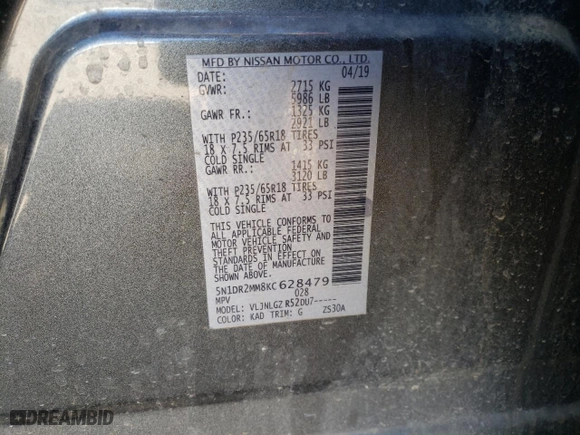 MFD BY NISSAN MOTOR CO., LTD.
DATE: 04/19
GVWR: 2715 KG
5986 LB
GAWR FR.: 1325 KG
2921 LB
WITH P235/65R18 TIRES
18 X 7.5 RIMS AT 33 PSI
COLD SINGLE
GAWR RR.: 1415 KG
3120 LB
WITH P235/65R18 TIRES
18 X 7.5 RIMS AT 33 PSI
COLD SINGLE
THIS VEHICLE CONFORMS TO
ALL APPLICABLE FEDERAL
MOTOR VEHICLE SAFETY AND
THEFT PREVENTION
STANDARDS IN EFFECT ON
THE DATE OF MANUFACTURE
SHOWN ABOVE.
5N1DR2MM8KC628479
MPV 028
MODEL: VLJNLGZ R52DU7-----
COLOR: KAD TRIM: G ZS30A
DREAMBID